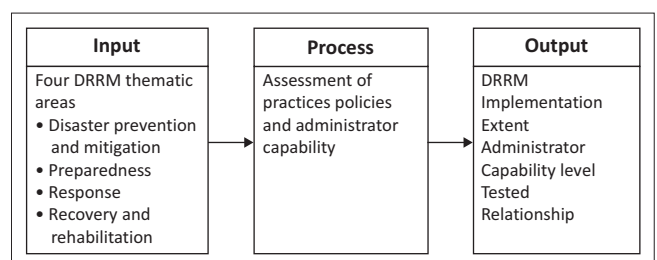 Input
Four DRRM thematic
areas
• Disaster prevention
and mitigation
• Preparedness
• Response
• Recovery and
rehabilitation
Process
Assessment of
practices policies
and administrator
capability
Output
DRRM
Implementation
Extent
Administrator
Capability level
Tested
Relationship